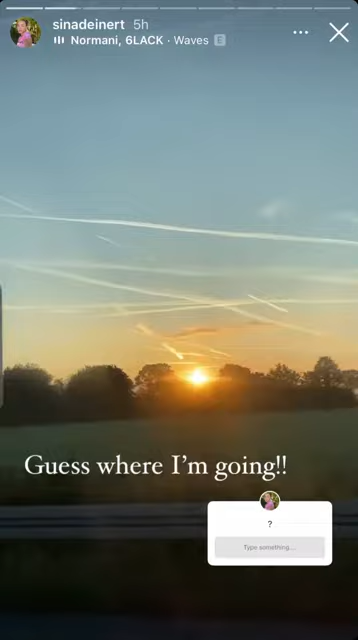 sinadeinert 5h
Normani, 6LACK · Waves E
Guess where I'm going!!
?
Type something...